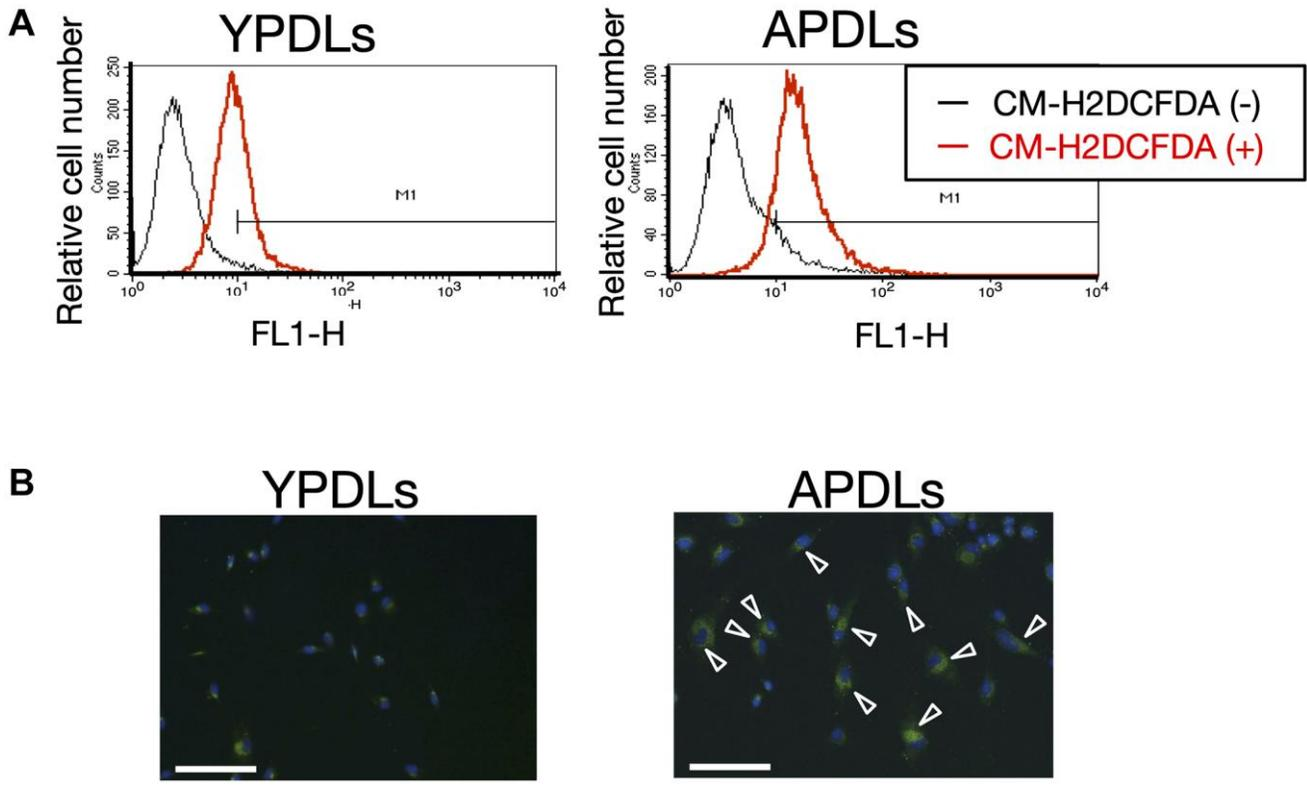 A
YPDLs
Relative cell number
Counts
250
200
150
100
50
0
M1
10⁰ 10¹ 10² 10³ 10⁴
-H
FL1-H
APDLs
Relative cell number
Counts
200
160
120
80
40
0
M1
10⁰ 10¹ 10² 10³ 10⁴
FL1-H
CM-H2DCFDA (-)
CM-H2DCFDA (+)
B
YPDLs
APDLs